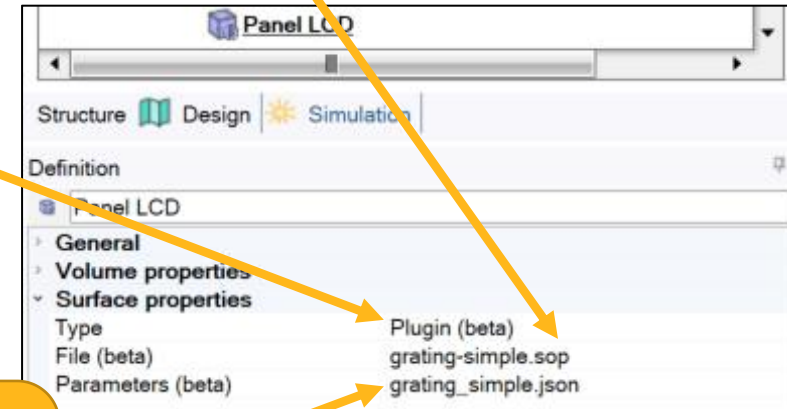 Panel LCD
Structure Design Simulation
Definition
Panel LCD
General
Volume properties
Surface properties
Type Plugin (beta)
File (beta) grating-simple.sop
Parameters (beta) grating_simple.json